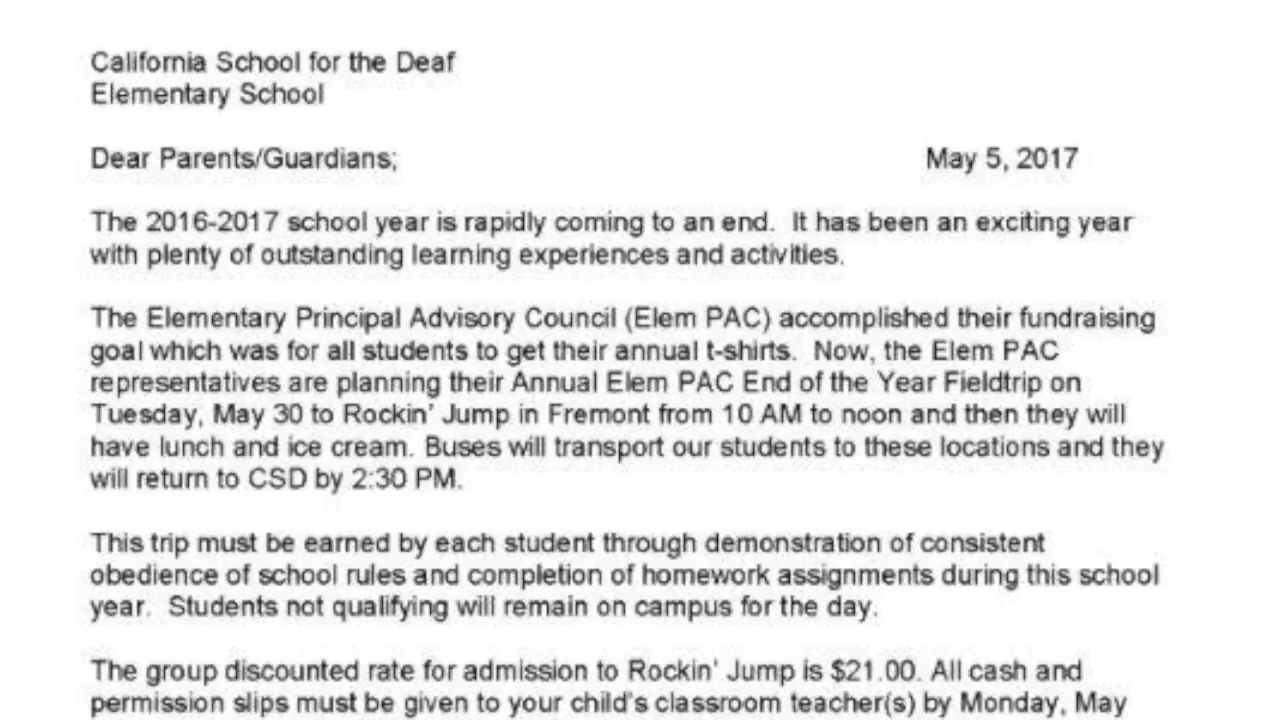 California School for the Deaf
Elementary School
Dear Parents/Guardians; May 5, 2017
The 2016-2017 school year is rapidly coming to an end. It has been an exciting year
with plenty of outstanding learning experiences and activities.
The Elementary Principal Advisory Council (Elem PAC) accomplished their fundraising
goal which was for all students to get their annual t-shirts. Now, the Elem PAC
representatives are planning their Annual Elem PAC End of the Year Fieldtrip on
Tuesday, May 30 to Rockin' Jump in Fremont from 10 AM to noon and then they will
have lunch and ice cream. Buses will transport our students to these locations and they
will return to CSD by 2:30 PM.
This trip must be earned by each student through demonstration of consistent
obedience of school rules and completion of homework assignments during this school
year. Students not qualifying will remain on campus for the day.
The group discounted rate for admission to Rockin' Jump is $21.00. All cash and
permission slips must be given to your child's classroom teacher(s) by Monday, May